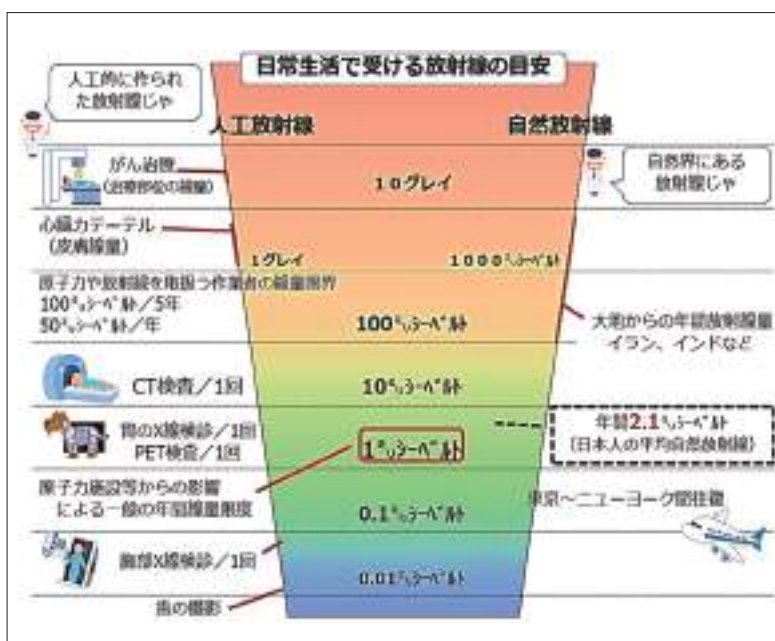 日常生活で受ける放射線の目安
人工的に作られ
た放射線じゃ
人工放射線
自然放射線
自然界にある
放射線じゃ
がん治療
(治療部位の線量)
10グレイ
心臓カテーテル
(皮膚線量)
1グレイ
1000㍉シーベルト
原子力や放射線を取扱う作業者の線量限界
100㍉シーベルト/5年
50㍉シーベルト/年
100㍉シーベルト
大地からの年間放射線量
イラン、インドなど
CT検査/1回
10㍉シーベルト
胃のX線検診/1回
PET検査/1回
1㍉シーベルト
年間2.1㍉シーベルト
(日本人の平均自然放射線)
原子力施設等からの影響
による一般の年間線量限度
0.1㍉シーベルト
東京~ニューヨーク間往復
胸部X線検診/1回
0.01㍉シーベルト
歯の撮影